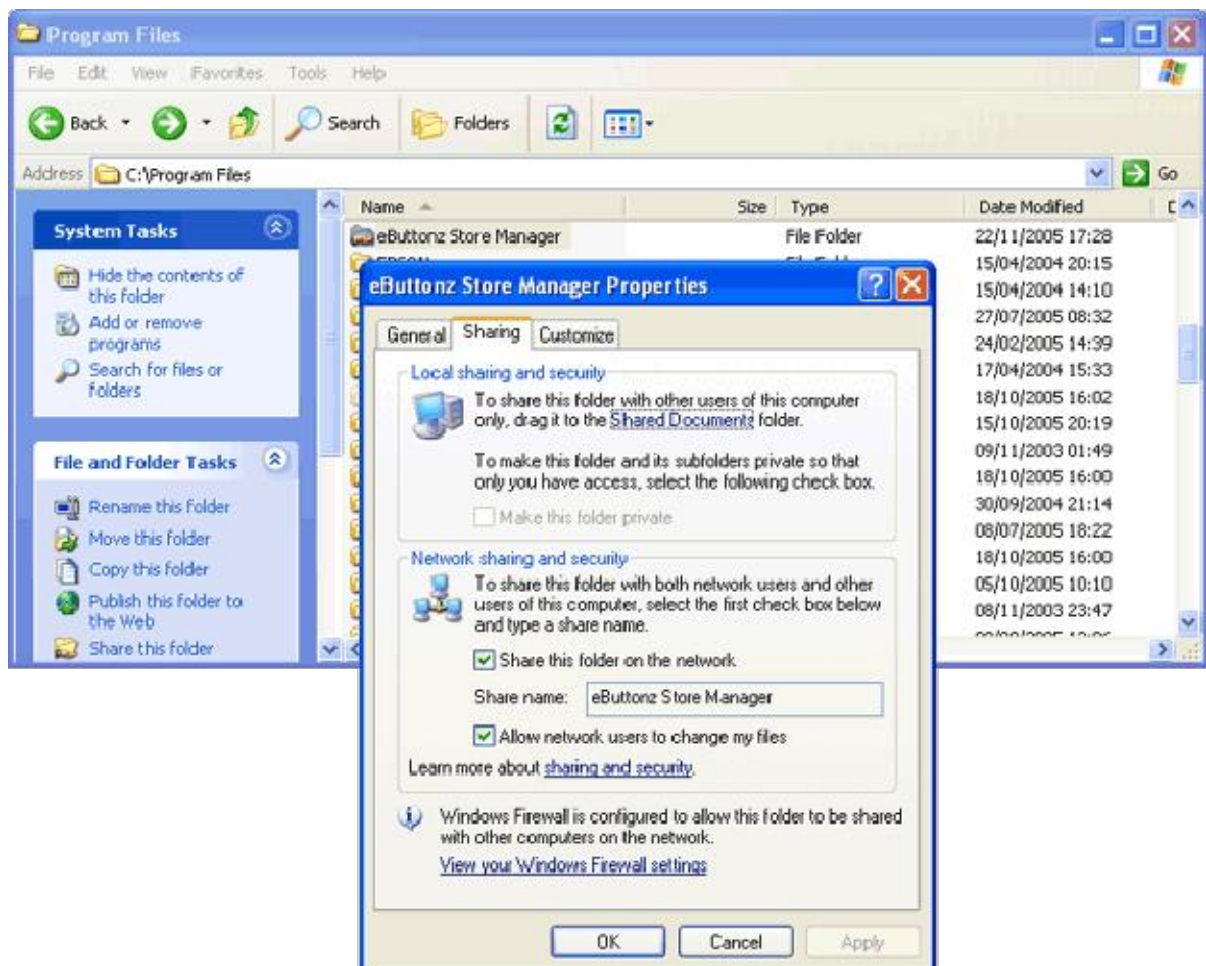 Program Files
File Edit View Favorites Tools Help
Back Search Folders
Address C:\Program Files Go
Name Size Type Date Modified
System Tasks
Hide the contents of
this folder
Add or remove
programs
Search for files or
folders
File and Folder Tasks
Rename this folder
Move this folder
Copy this folder
Publish this folder to
the Web
Share this folder
eButtonz Store Manager File Folder 22/11/2005 17:28
15/04/2004 20:15
15/04/2004 14:10
27/07/2005 08:32
24/02/2005 14:39
17/04/2004 15:33
18/10/2005 16:02
15/10/2005 20:19
09/11/2003 01:49
18/10/2005 16:00
30/09/2004 21:14
08/07/2005 18:22
18/10/2005 16:00
05/10/2005 10:10
08/11/2003 23:47
eButtonz Store Manager Properties
General Sharing Customize
Local sharing and security
To share this folder with other users of this computer
only, drag it to the Shared Documents folder.
To make this folder and its subfolders private so that
only you have access, select the following check box.
Make this folder private
Network sharing and security
To share this folder with both network users and other
users of this computer, select the first check box below
and type a share name.
Share this folder on the network
Share name: eButtonz Store Manager
Allow network users to change my files
Learn more about sharing and security.
Windows Firewall is configured to allow this folder to be shared
with other computers on the network.
View your Windows Firewall settings
OK Cancel Apply